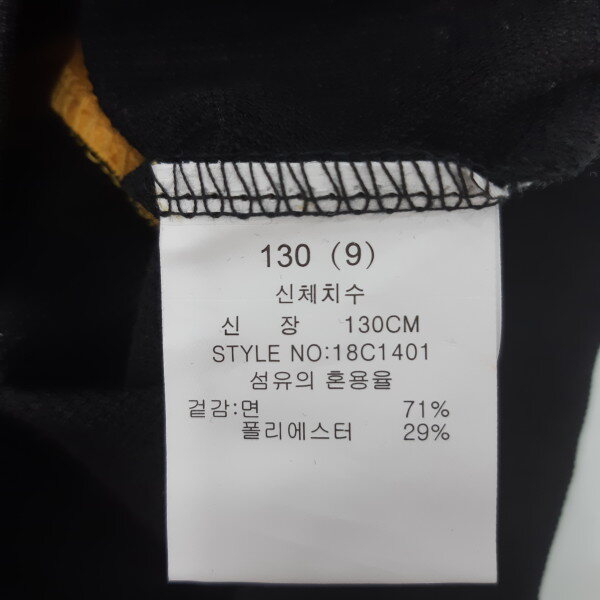 130 (9)
신체치수
신 장 130CM
STYLE NO:18C1401
섬유의 혼용율
겉감:면 71%
폴리에스터 29%